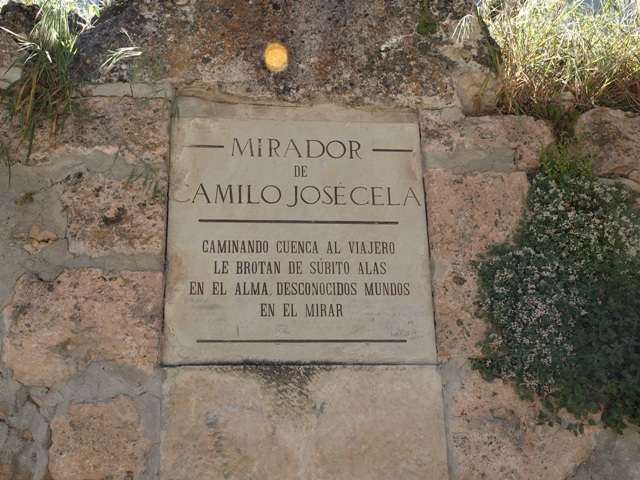 MIRADOR
DE
CAMILO JOSÉ CELA
CAMINANDO CUENCA AL VIAJERO
LE BROTAN DE SÚBITO ALAS
EN EL ALMA, DESCONOCIDOS MUNDOS
EN EL MIRAR